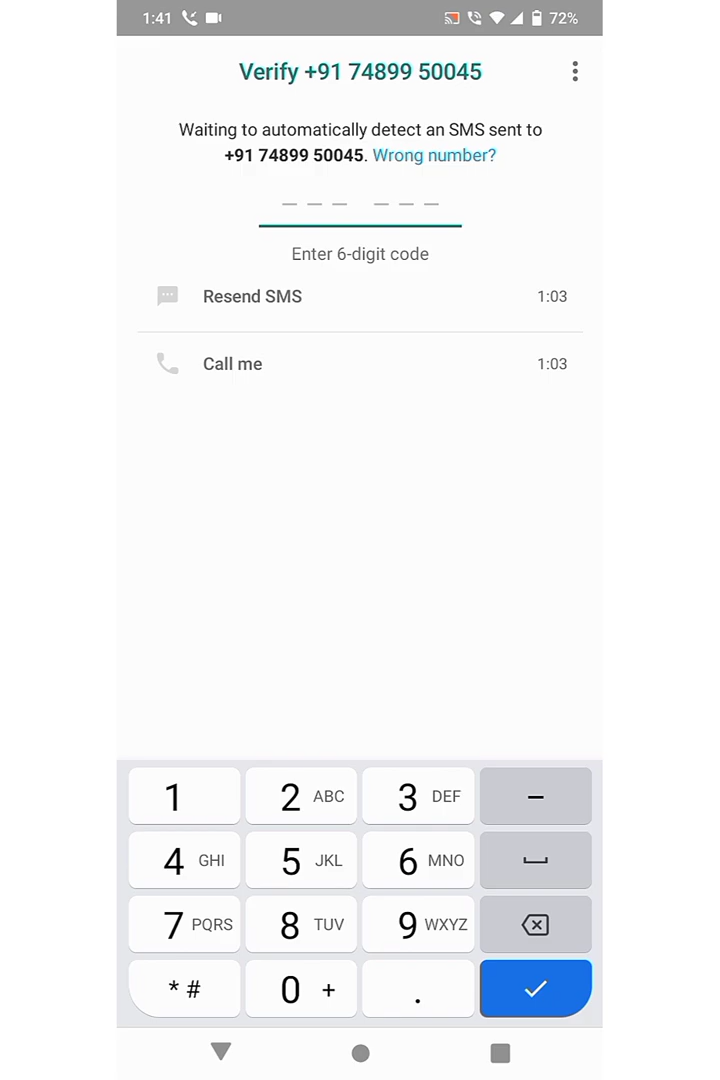 1:41 72%
Verify +91 74899 50045
Waiting to automatically detect an SMS sent to
+91 74899 50045. Wrong number?
Enter 6-digit code
Resend SMS 1:03
Call me 1:03
1 2 ABC 3 DEF –
4 GHI 5 JKL 6 MNO
7 PQRS 8 TUV 9 WXYZ
* # 0 + .